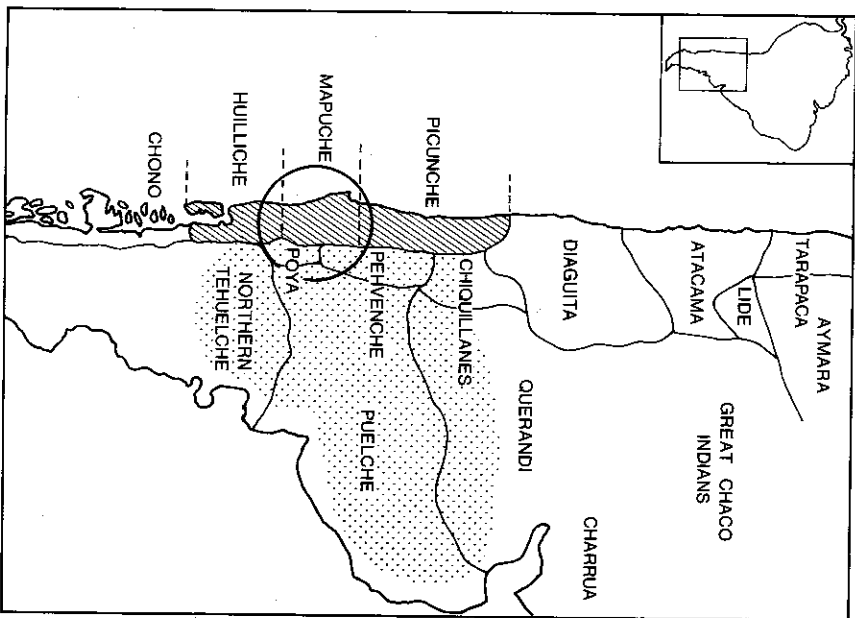 AYMARA
TARAPACA
LIDE
GREAT CHACO
INDIANS
ATACAMA
CHARRUA
DIAGUITA
QUERANDI
CHIQUILLANES
PICUNCHE
PEHVENCHE
PUELCHE
MAPUCHE
POYA
HUILLICHE
NORTHERN
TEHUELCHE
CHONO